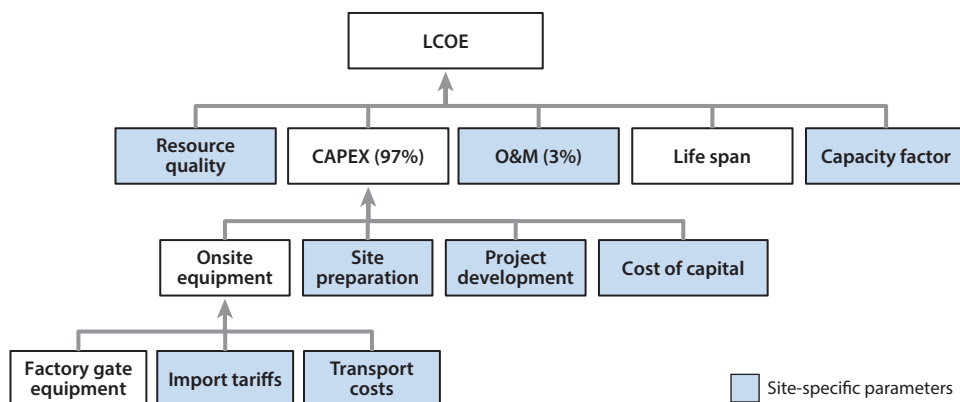 LCOE
Resource
quality
CAPEX (97%)
O&M (3%)
Life span
Capacity factor
Onsite
equipment
Site
preparation
Project
development
Cost of capital
Factory gate
equipment
Import tariffs
Transport
costs
Site-specific parameters